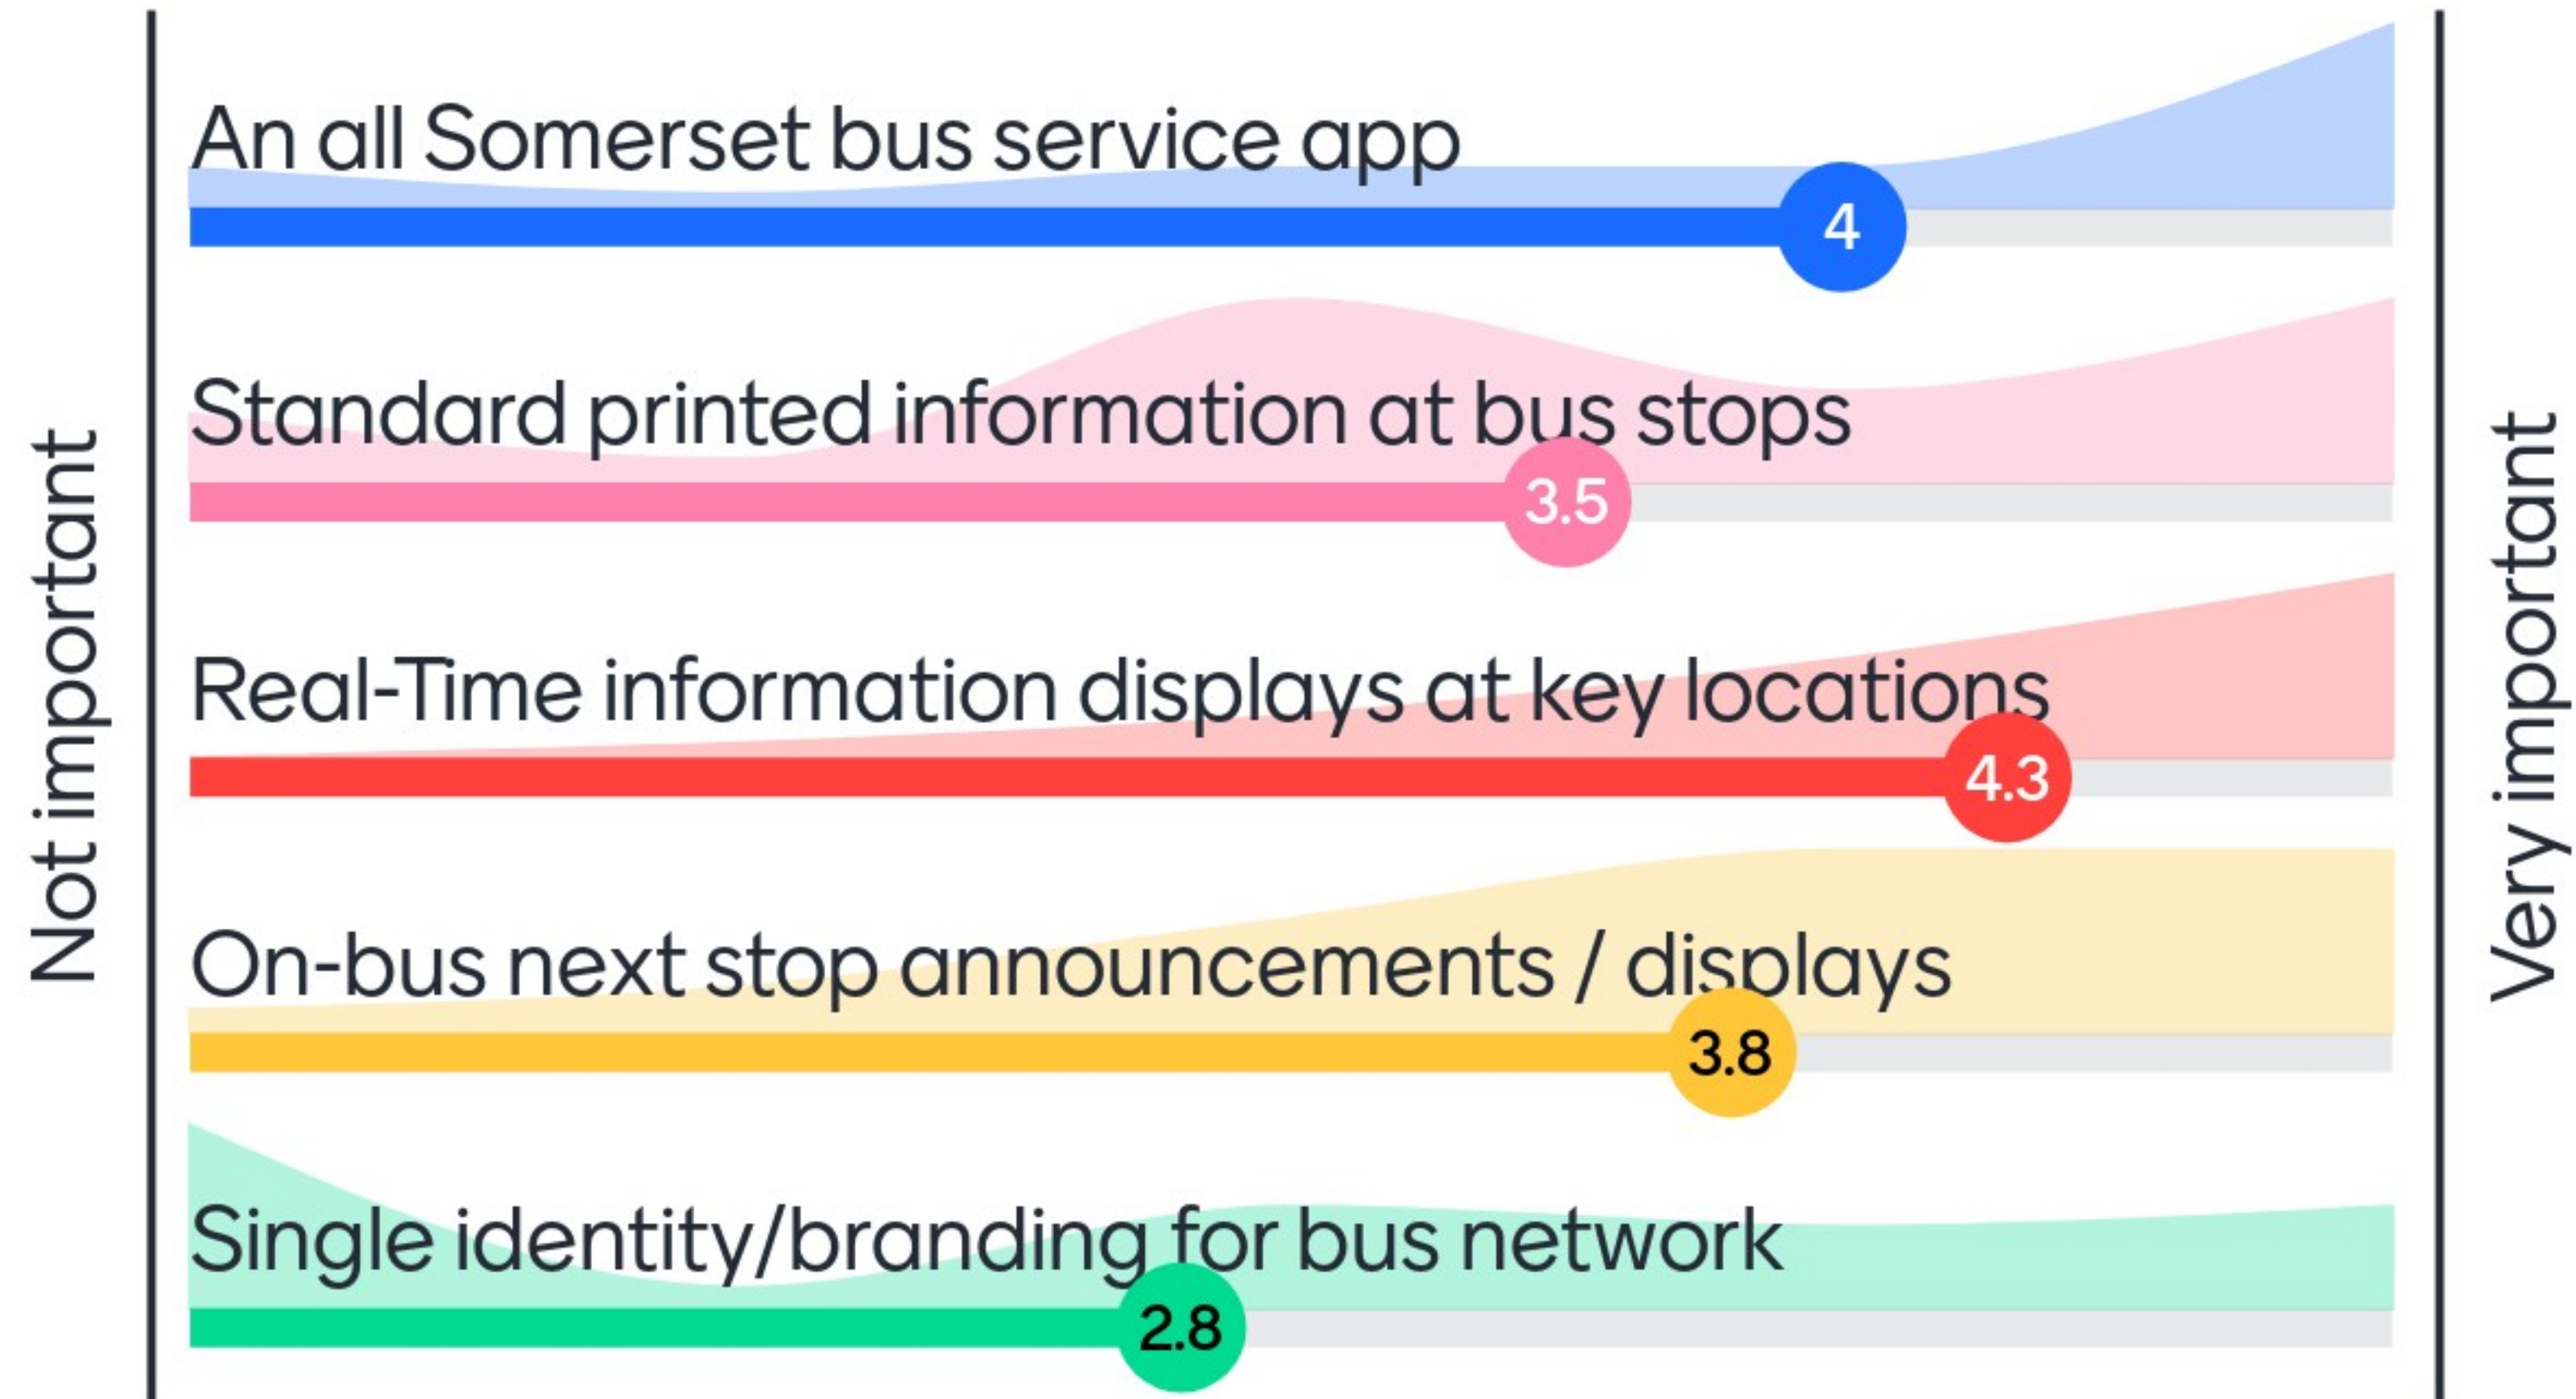 An all Somerset bus service app
4
Standard printed information at bus stops
3.5
Real-Time information displays at key locations
4.3
On-bus next stop announcements / displays
3.8
Single identity/branding for bus network
2.8
Not important
Very important